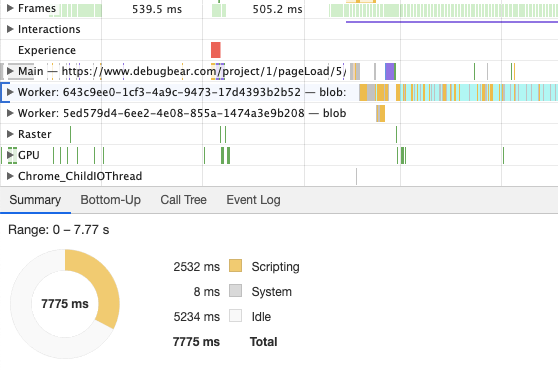 Frames 539.5 ms 505.2 ms
Interactions
Experience
Main — https://www.debugbear.com/project/1/pageLoad/5/
Worker: 643c9ee0-1cf3-4a9c-9473-17d4393b2b52 — blob:
Worker: 5ed579d4-6ee2-4e08-855a-1474a3e9b208 — blob
Raster
GPU
Chrome_ChildIOThread
Summary Bottom-Up Call Tree Event Log
Range: 0 – 7.77 s
7775 ms
2532 ms Scripting
8 ms System
5234 ms Idle
7775 ms Total